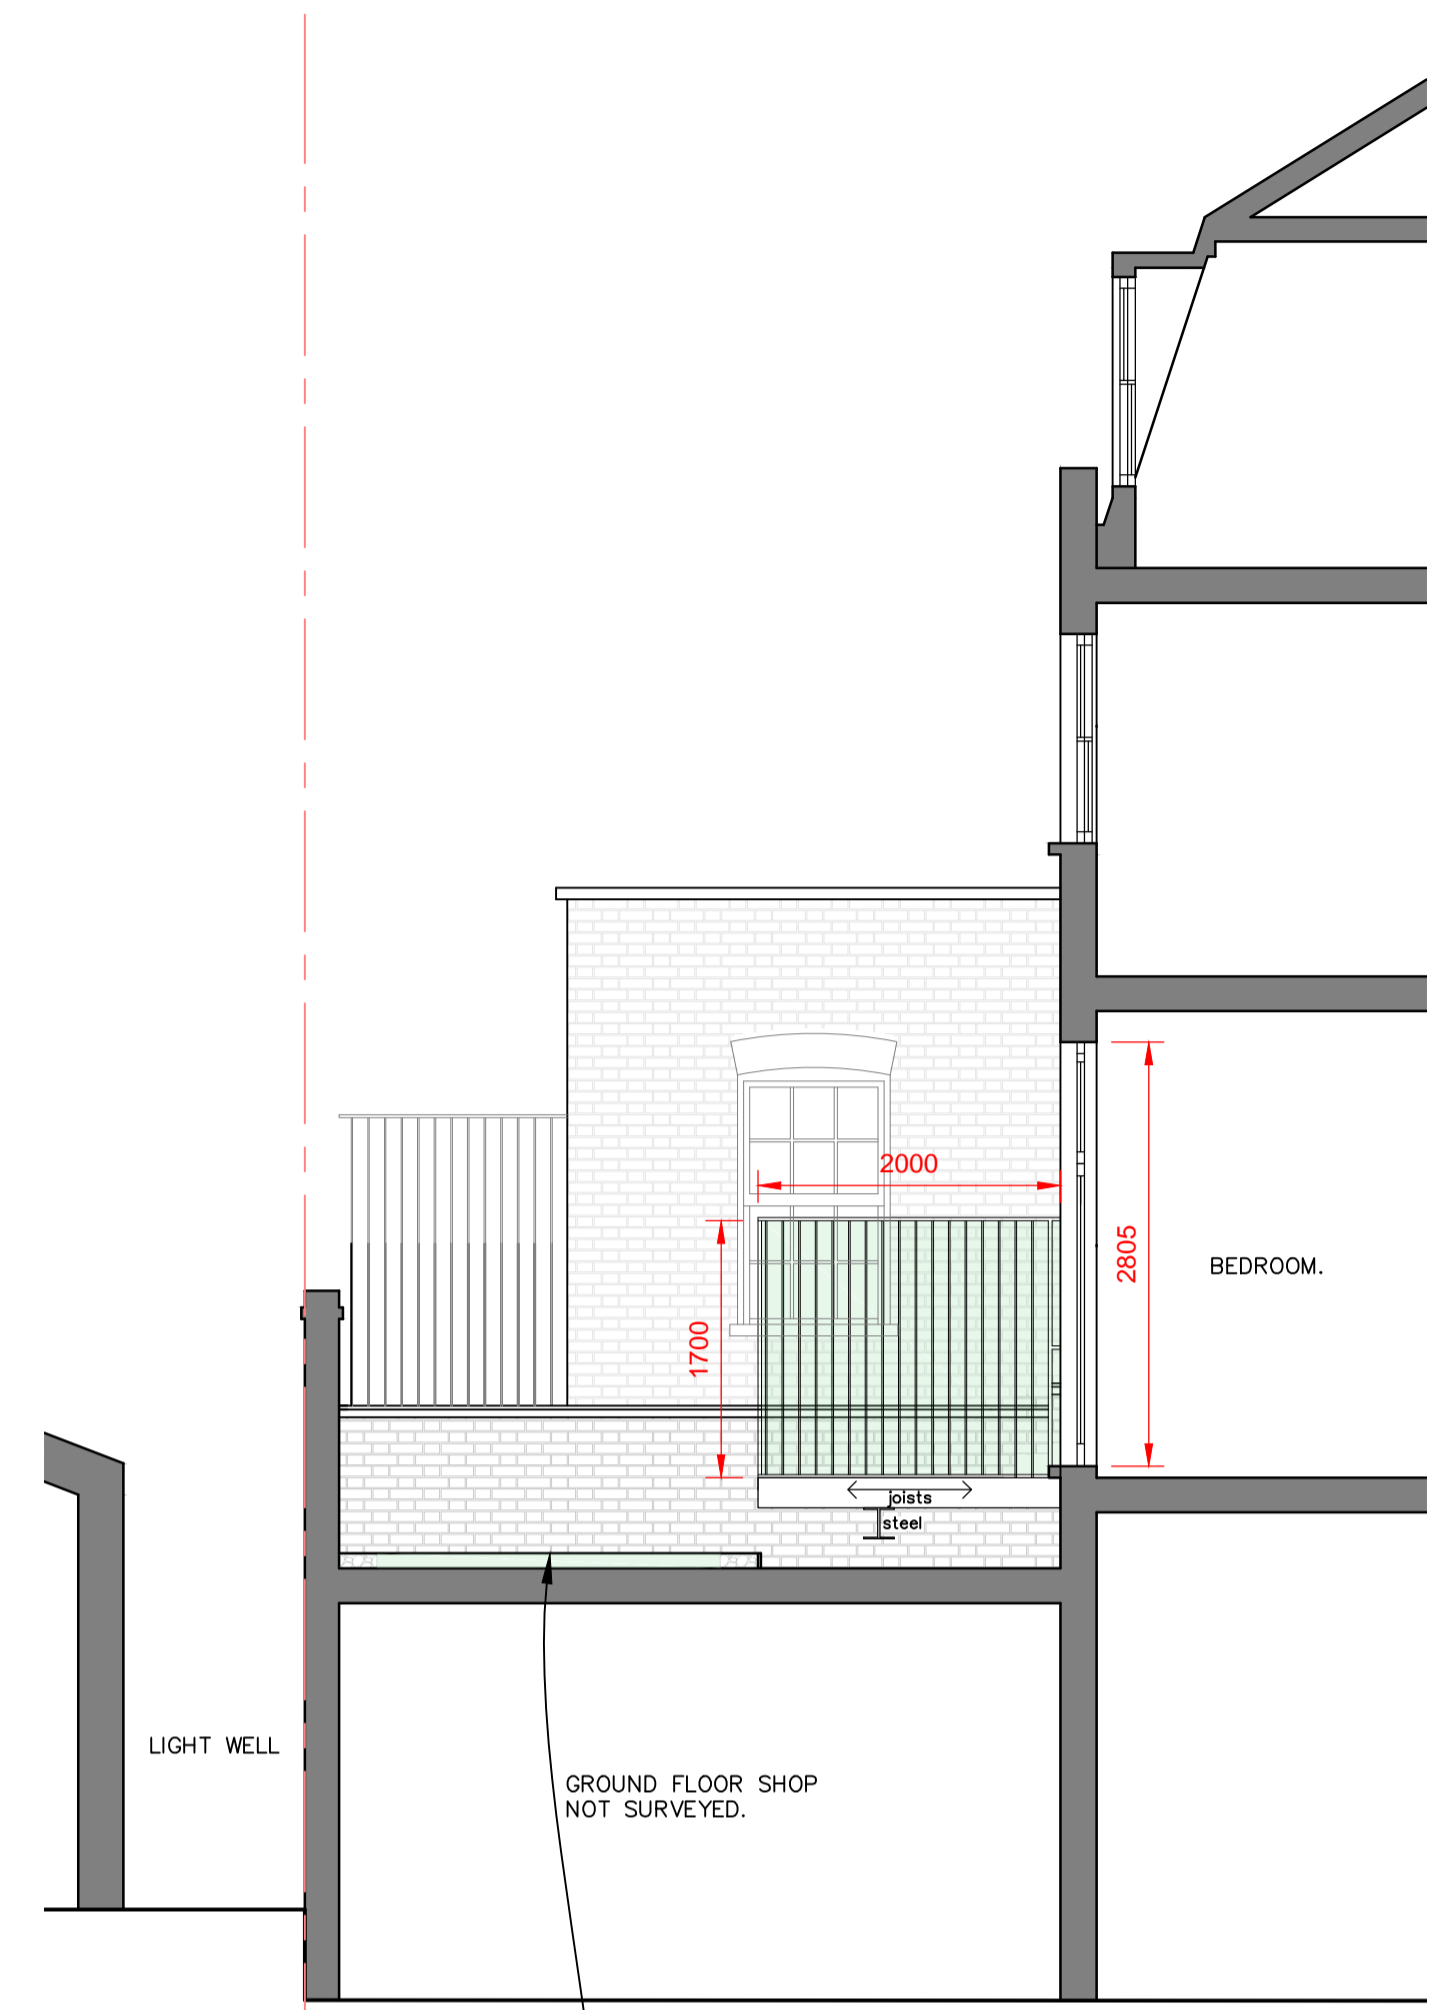 2000
2805
BEDROOM.
1700
joists
steel
LIGHT WELL
GROUND FLOOR SHOP
NOT SURVEYED.